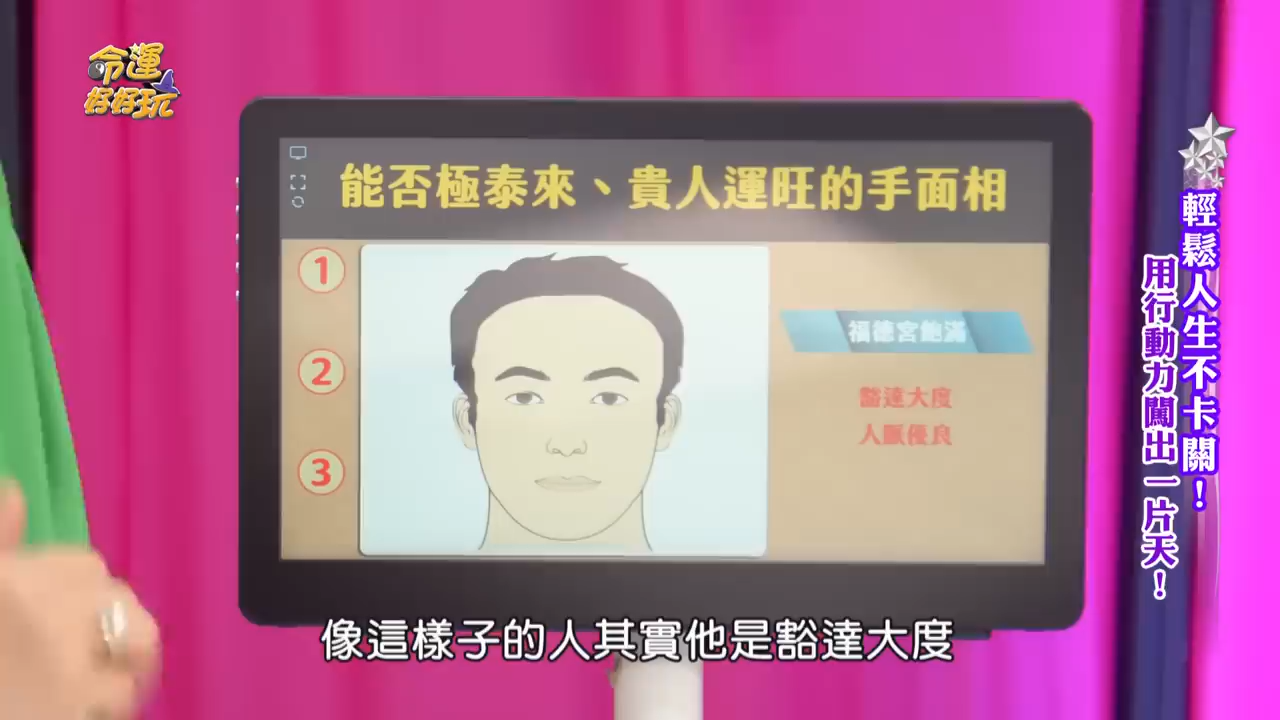 命運
好好玩
能否極泰來、貴人運旺的手面相
1
2
3
福德宮飽滿
豁達大度
人脈優良
輕鬆人生不卡關！
用行動力闖出一片天！
像這樣子的人其實他是豁達大度